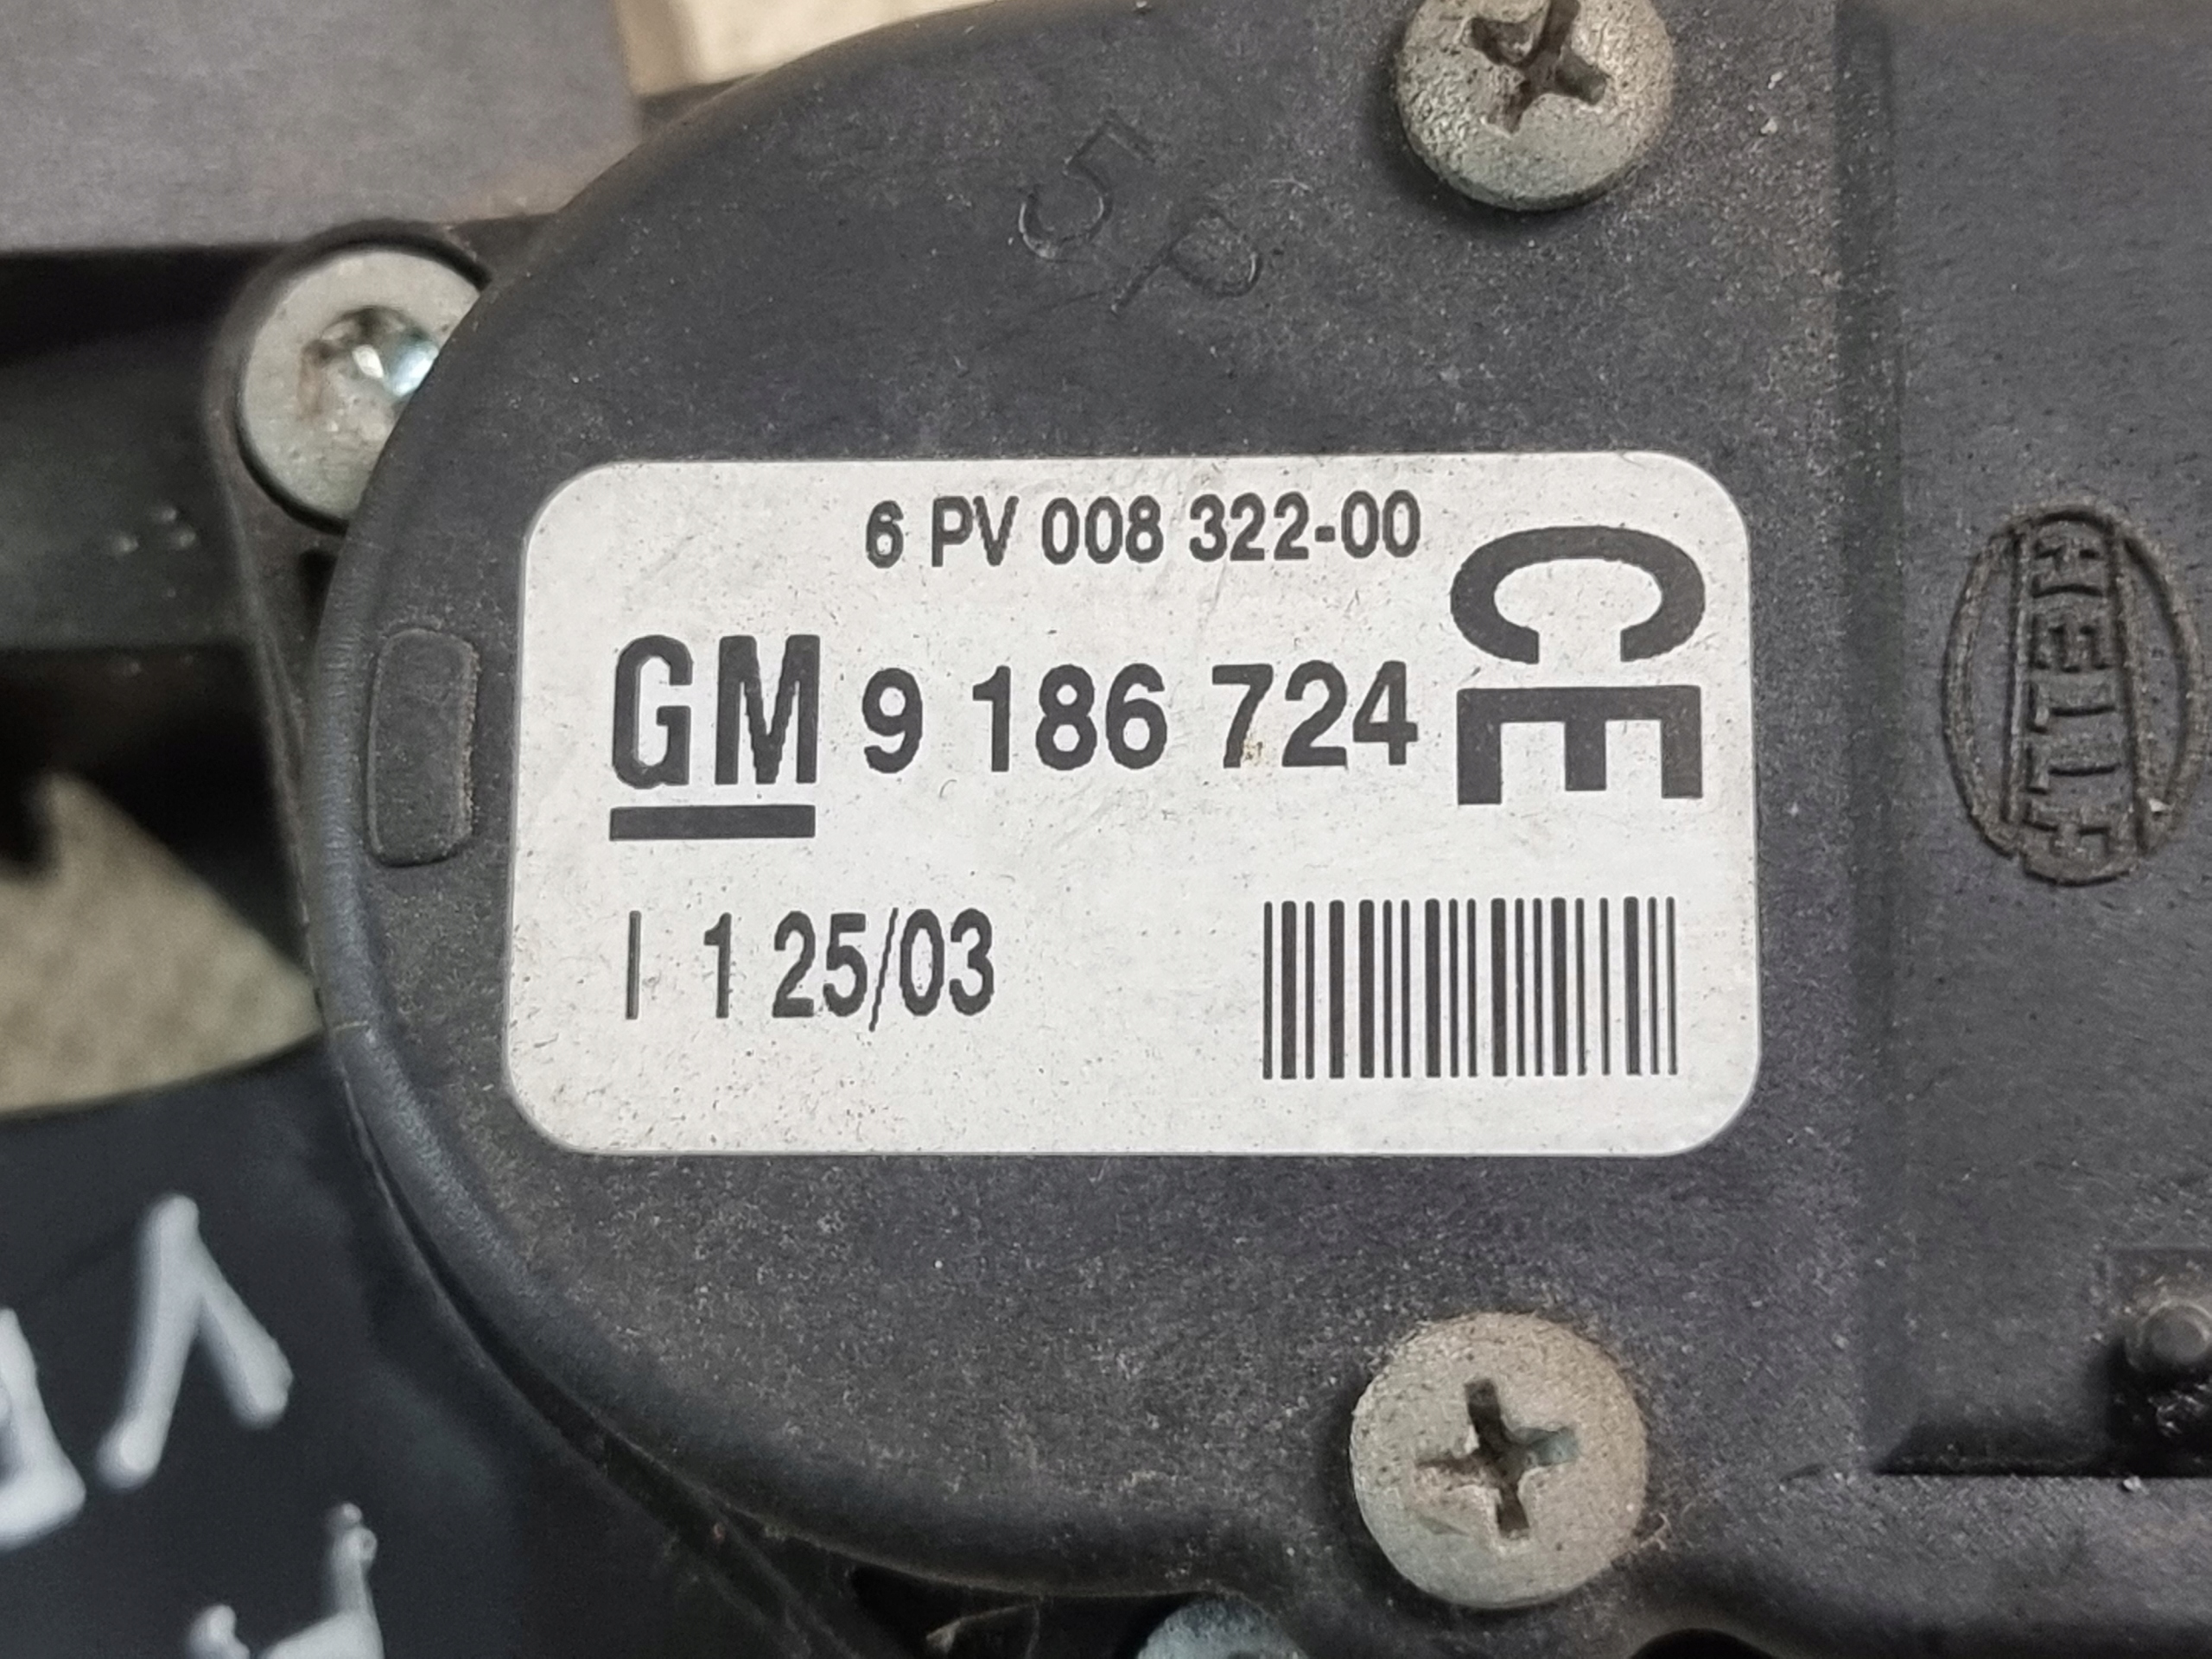 5P
6 PV 008 322-00
CE
GM 9 186 724
I 1 25/03
HELLA